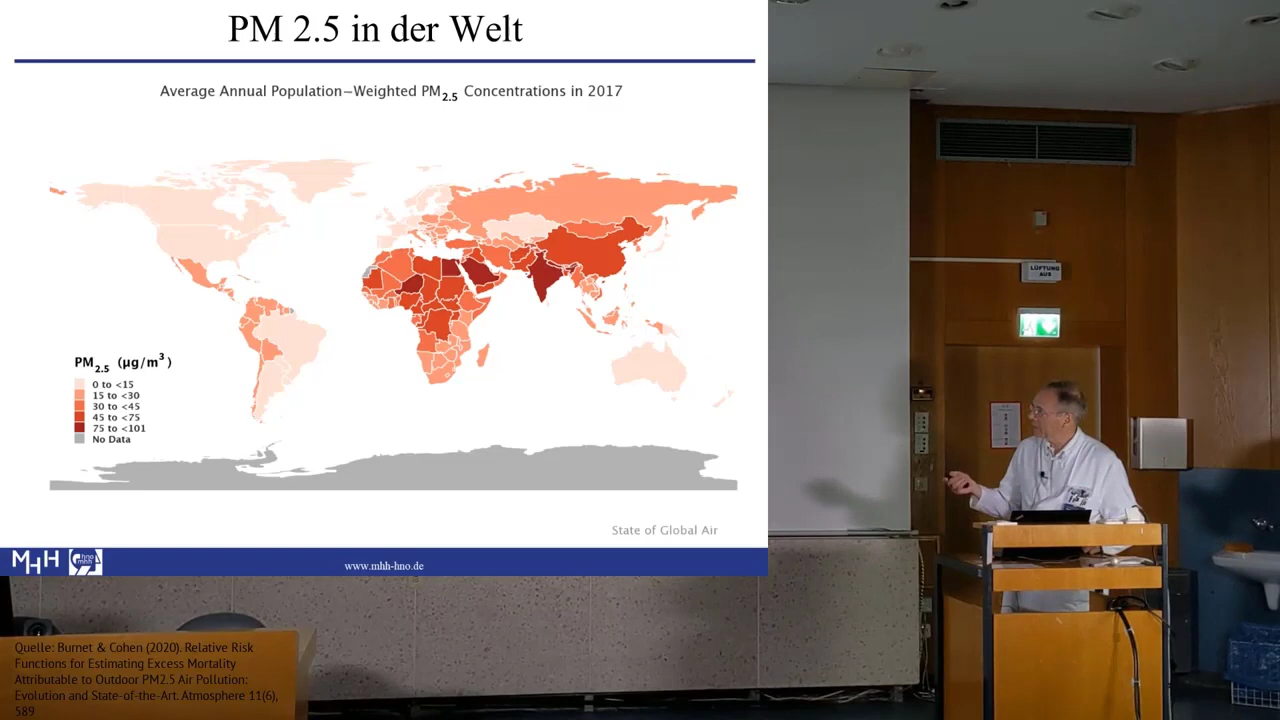 PM 2.5 in der Welt
Average Annual Population−Weighted PM2.5 Concentrations in 2017
PM2.5 (µg/m3)
0 to <15
15 to <30
30 to <45
45 to <75
75 to <101
No Data
State of Global Air
MHH
hno
mhh
www.mhh-hno.de
LÜFTUNG
AUS
Quelle: Burnet & Cohen (2020). Relative Risk
Functions for Estimating Excess Mortality
Attributable to Outdoor PM2.5 Air Pollution:
Evolution and State-of-the-Art. Atmosphere 11(6),
589